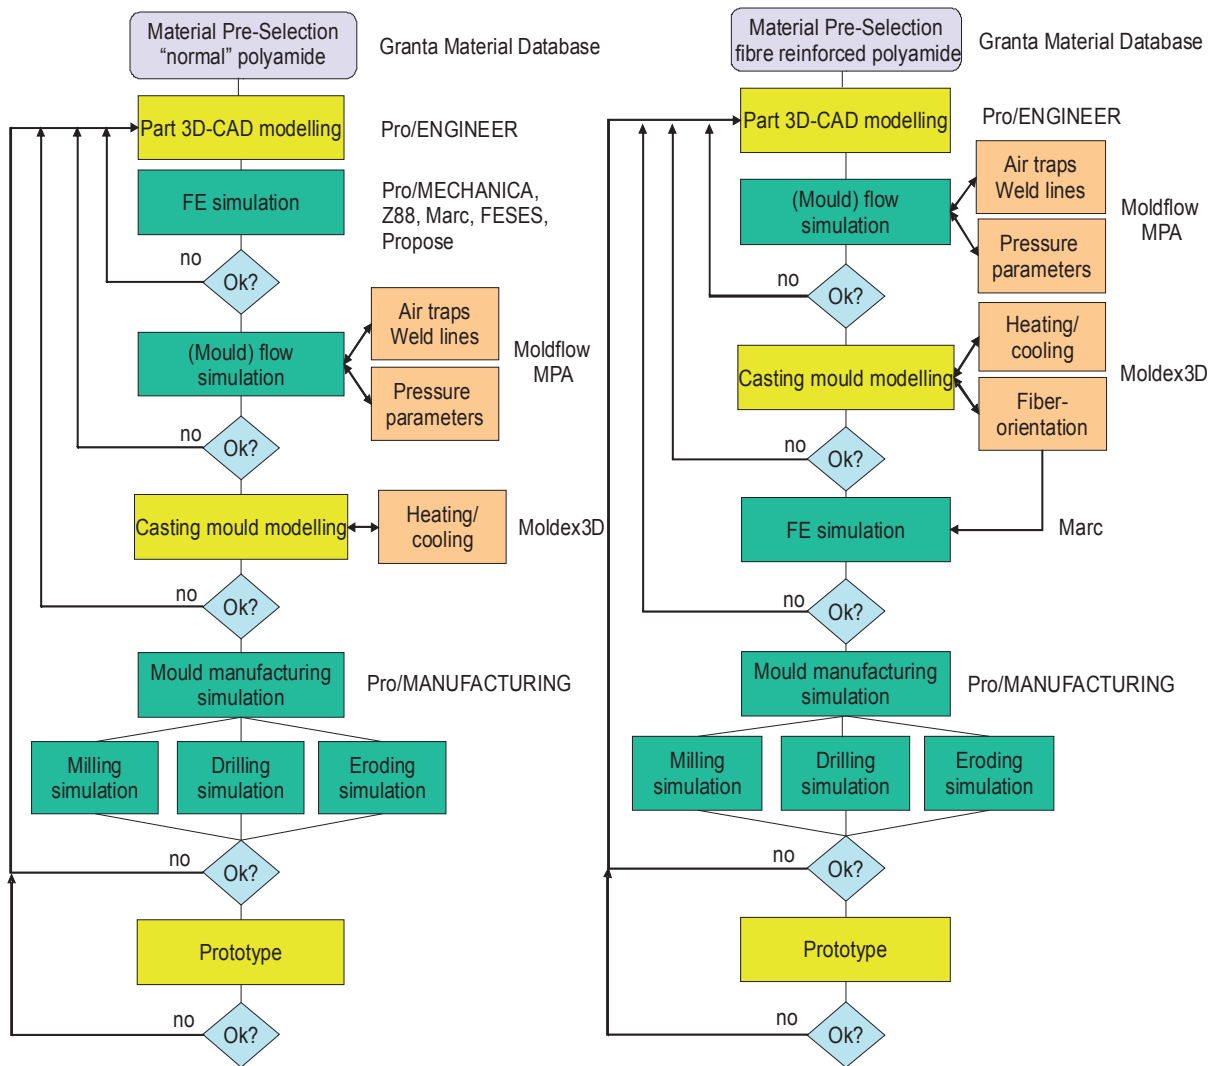 Material Pre-Selection
“normal” polyamide
Granta Material Database
Part 3D-CAD modelling
Pro/ENGINEER
FE simulation
Pro/MECHANICA,
Z88, Marc, FESES,
Propose
no
Ok?
(Mould) flow
simulation
Air traps
Weld lines
Pressure
parameters
Moldflow
MPA
no
Ok?
Casting mould modelling
Heating/
cooling
Moldex3D
no
Ok?
Mould manufacturing
simulation
Pro/MANUFACTURING
Milling
simulation
Drilling
simulation
Eroding
simulation
no
Ok?
Prototype
no
Ok?
Material Pre-Selection
fibre reinforced polyamide
Granta Material Database
Part 3D-CAD modelling
Pro/ENGINEER
(Mould) flow
simulation
Air traps
Weld lines
Pressure
parameters
Moldflow
MPA
no
Ok?
Casting mould modelling
Heating/
cooling
Fiber-
orientation
Moldex3D
no
Ok?
FE simulation
Marc
no
Ok?
Mould manufacturing
simulation
Pro/MANUFACTURING
Milling
simulation
Drilling
simulation
Eroding
simulation
no
Ok?
Prototype
no
Ok?